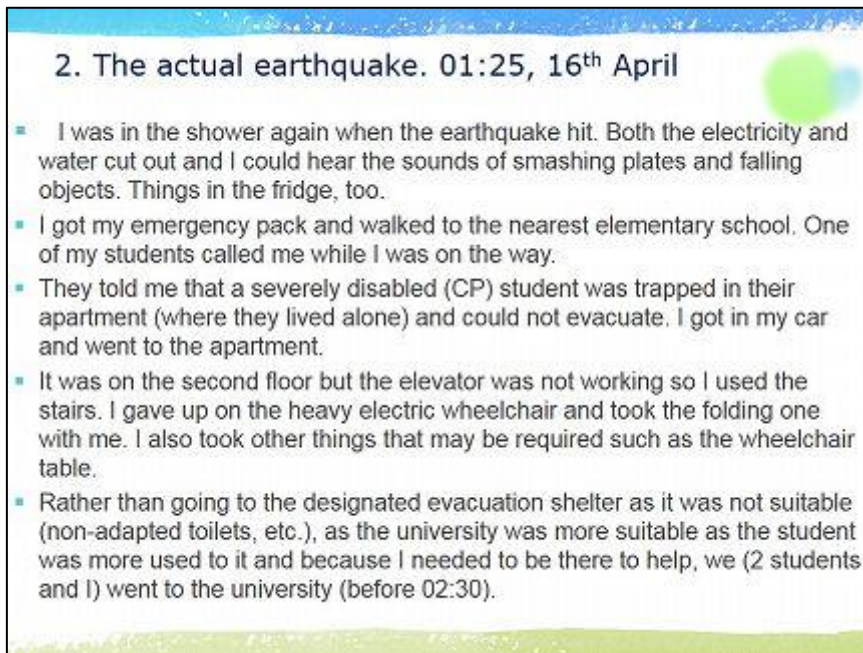 2. The actual earthquake. 01:25, 16th April
I was in the shower again when the earthquake hit. Both the electricity and
water cut out and I could hear the sounds of smashing plates and falling
objects. Things in the fridge, too.
I got my emergency pack and walked to the nearest elementary school. One
of my students called me while I was on the way.
They told me that a severely disabled (CP) student was trapped in their
apartment (where they lived alone) and could not evacuate. I got in my car
and went to the apartment.
It was on the second floor but the elevator was not working so I used the
stairs. I gave up on the heavy electric wheelchair and took the folding one
with me. I also took other things that may be required such as the wheelchair
table.
Rather than going to the designated evacuation shelter as it was not suitable
(non-adapted toilets, etc.), as the university was more suitable as the student
was more used to it and because I needed to be there to help, we (2 students
and I) went to the university (before 02:30).